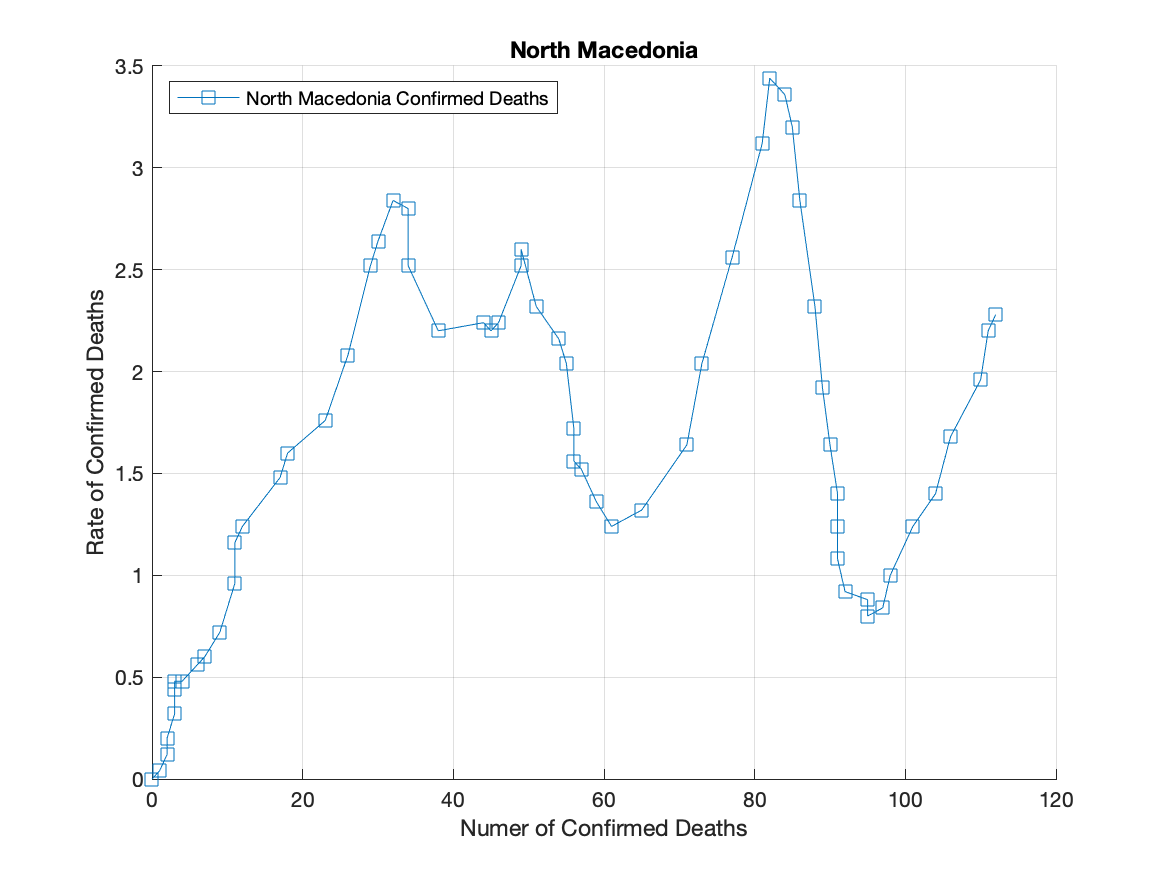 North Macedonia
North Macedonia Confirmed Deaths
3.5
3
2.5
2
1.5
1
0.5
0
Rate of Confirmed Deaths
0 20 40 60 80 100 120
Numer of Confirmed Deaths